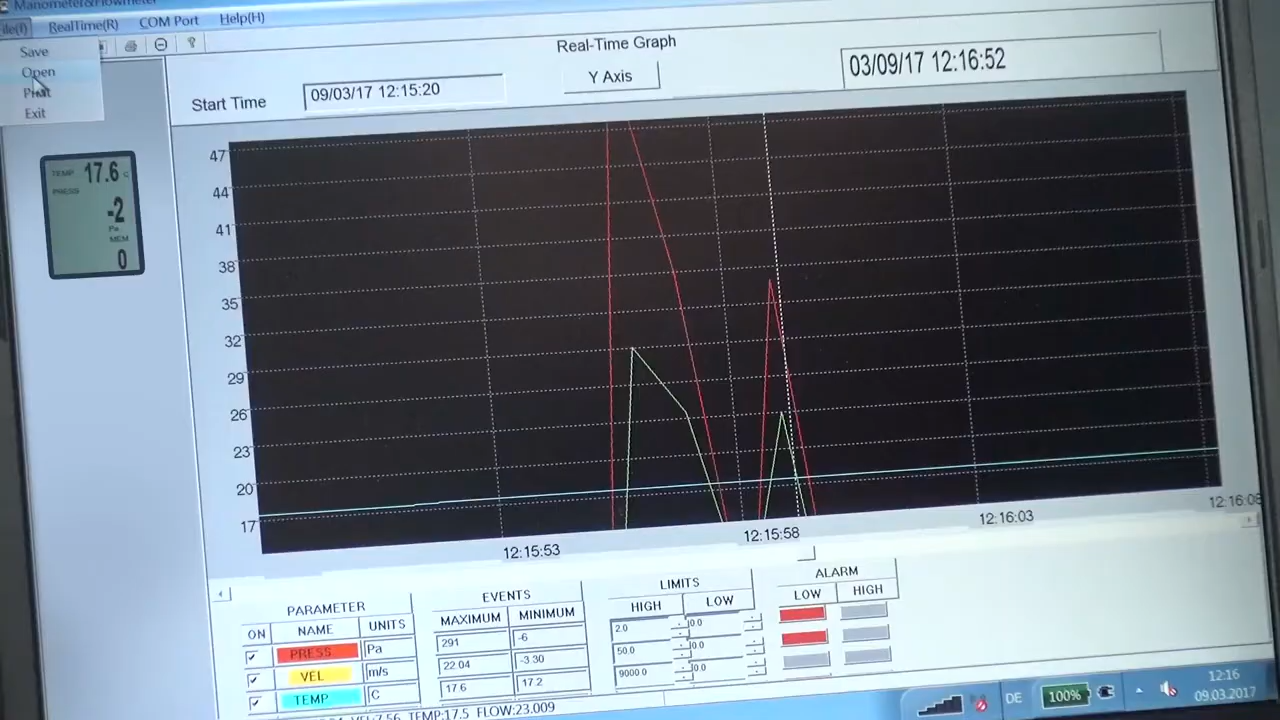 Manometer&Flowmeter
ile(f) RealTime(R) COM Port Help(H)
Save
Open
Print
Exit
Real-Time Graph
Start Time 09/03/17 12:15:20 Y Axis 03/09/17 12:16:52
TEMP 17.6 C
PRESS
-2
Pa
MEM
0
47
44
41
38
35
32
29
26
23
20
17
12:15:53 12:15:58 12:16:03 12:16:08
PARAMETER EVENTS LIMITS ALARM
ON NAME UNITS MAXIMUM MINIMUM HIGH LOW LOW HIGH
PRESS Pa 291 -6 2.0 0.0
VEL m/s 22.04 -3.30 50.0 0.0
TEMP C 17.6 17.2 9000.0 0.0
VEL:7.56 TEMP:17.5 FLOW:23.009
DE 100% 12:16
09.03.2017